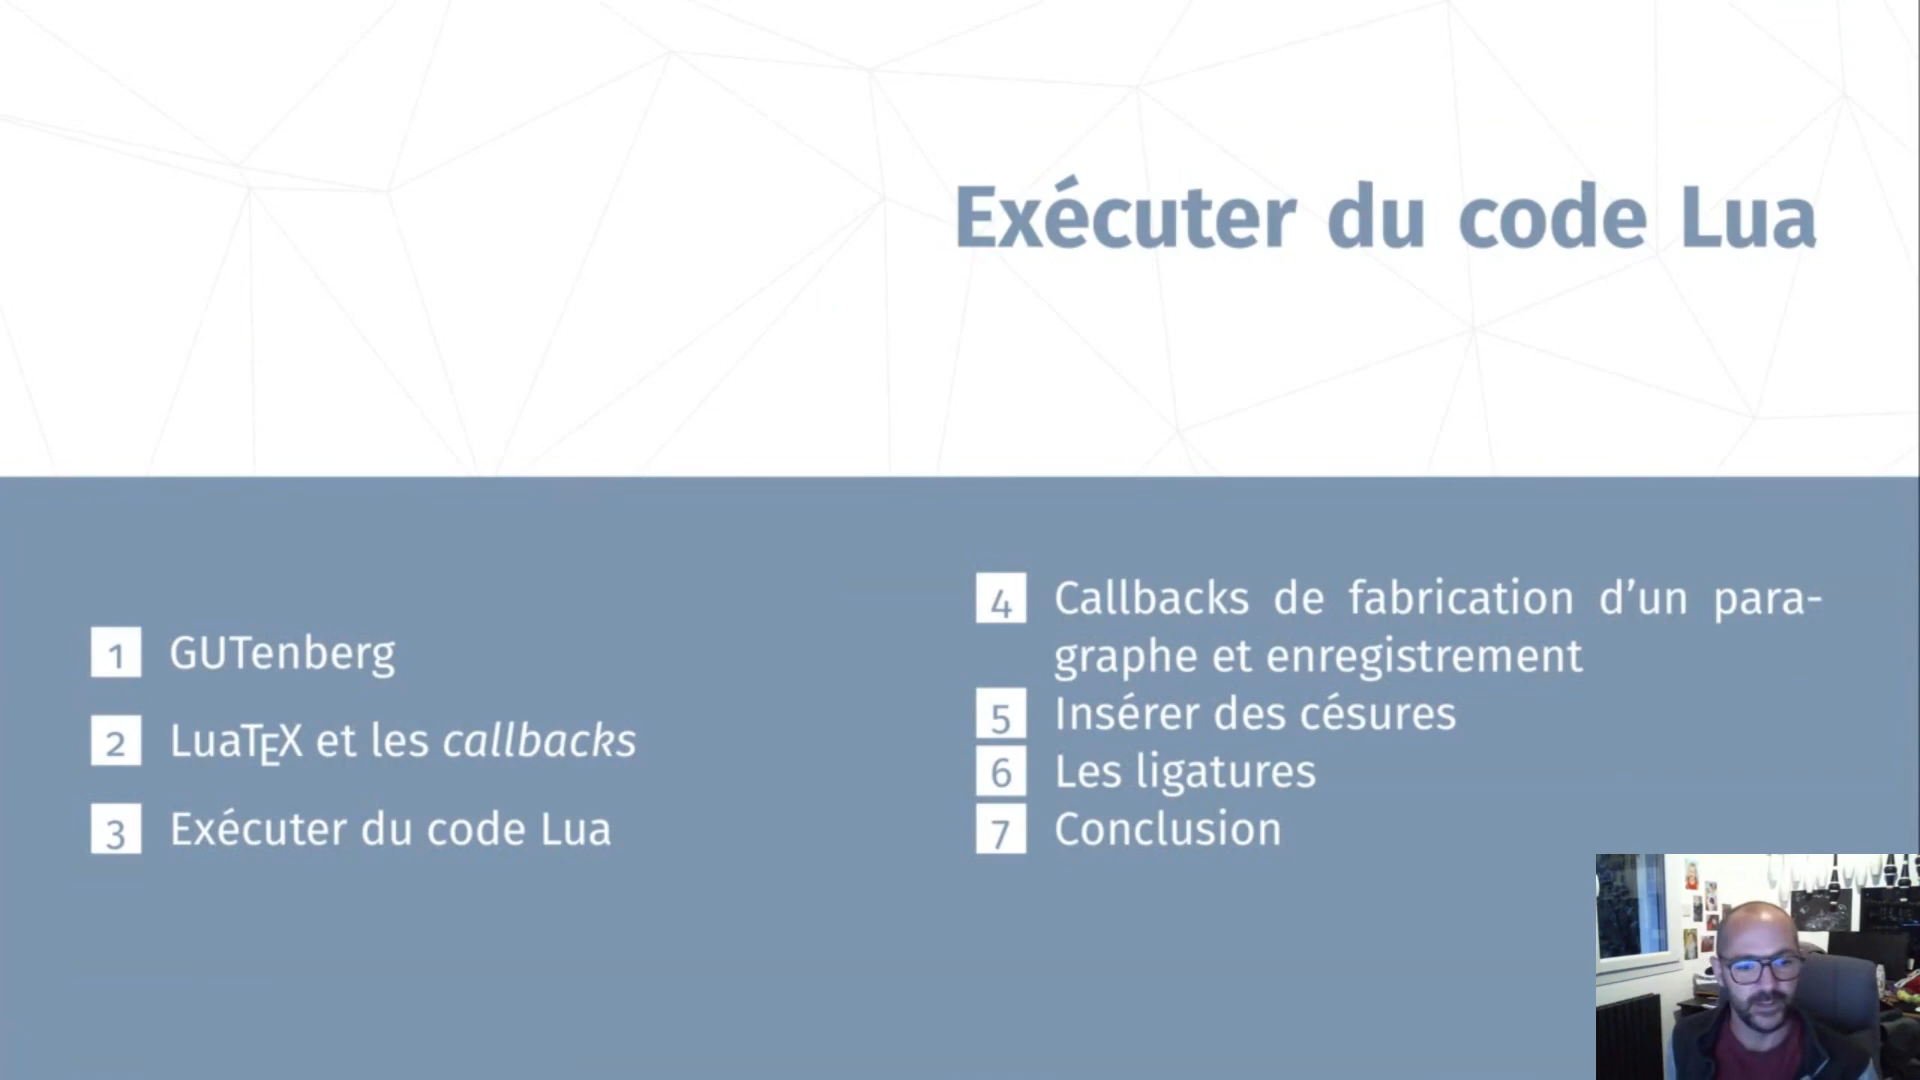 Exécuter du code Lua
1 GUTenberg
2 LuaTEX et les callbacks
3 Exécuter du code Lua
4 Callbacks de fabrication d’un para-
graphe et enregistrement
5 Insérer des césures
6 Les ligatures
7 Conclusion